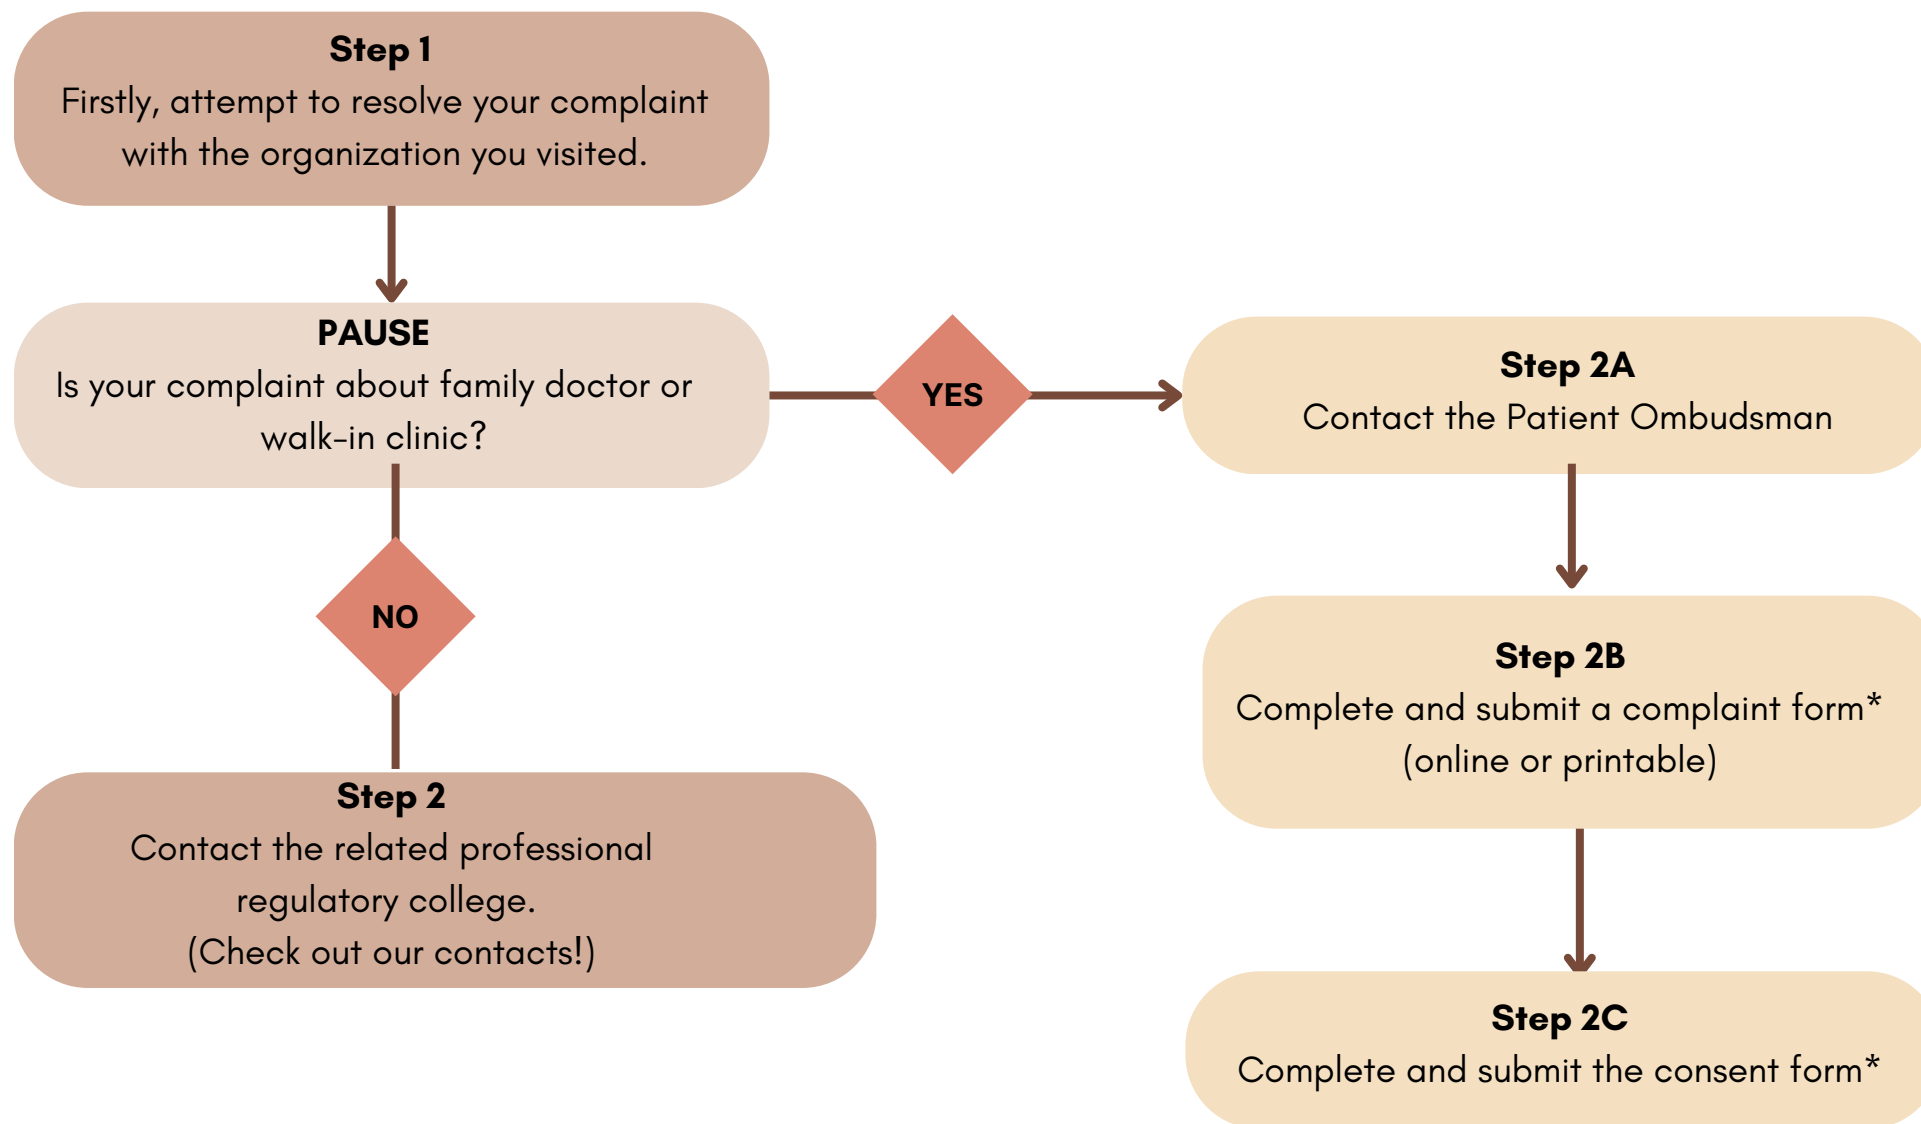 Step 1
Firstly, attempt to resolve your complaint
with the organization you visited.
PAUSE
Is your complaint about family doctor or
walk-in clinic?
YES
Step 2A
Contact the Patient Ombudsman
NO
Step 2B
Complete and submit a complaint form*
(online or printable)
Step 2
Contact the related professional
regulatory college.
(Check out our contacts!)
Step 2C
Complete and submit the consent form*